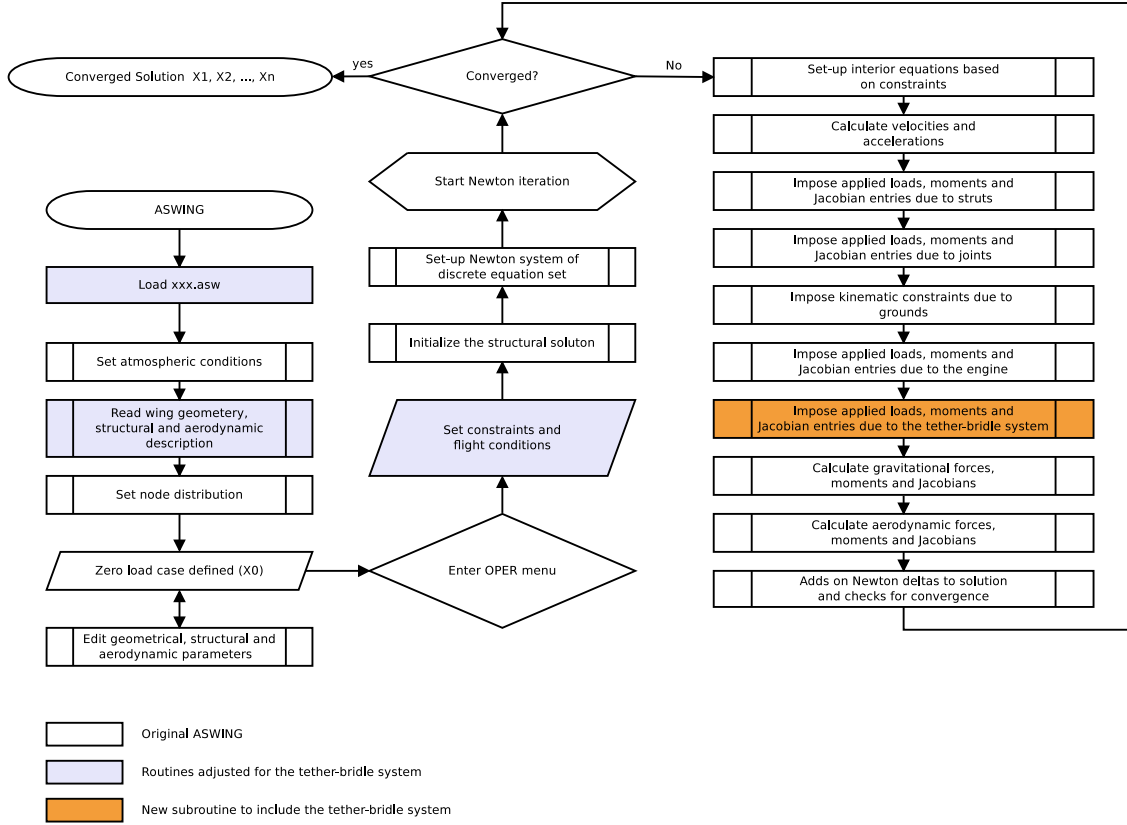 ASWING
Load xxx.asw
Set atmospheric conditions
Read wing geometery,
structural and aerodynamic
description
Set node distribution
Zero load case defined (X0)
Edit geometrical, structural and
aerodynamic parameters
Enter OPER menu
Set constraints and
flight conditions
Initialize the structural soluton
Set-up Newton system of
discrete equation set
Start Newton iteration
Converged?
yes
Converged Solution X1, X2, ..., Xn
No
Set-up interior equations based
on constraints
Calculate velocities and
accelerations
Impose applied loads, moments and
Jacobian entries due to struts
Impose applied loads, moments and
Jacobian entries due to joints
Impose kinematic constraints due to
grounds
Impose applied loads, moments and
Jacobian entries due to the engine
Impose applied loads, moments and
Jacobian entries due to the tether-bridle system
Calculate gravitational forces,
moments and Jacobians
Calculate aerodynamic forces,
moments and Jacobians
Adds on Newton deltas to solution
and checks for convergence
Original ASWING
Routines adjusted for the tether-bridle system
New subroutine to include the tether-bridle system